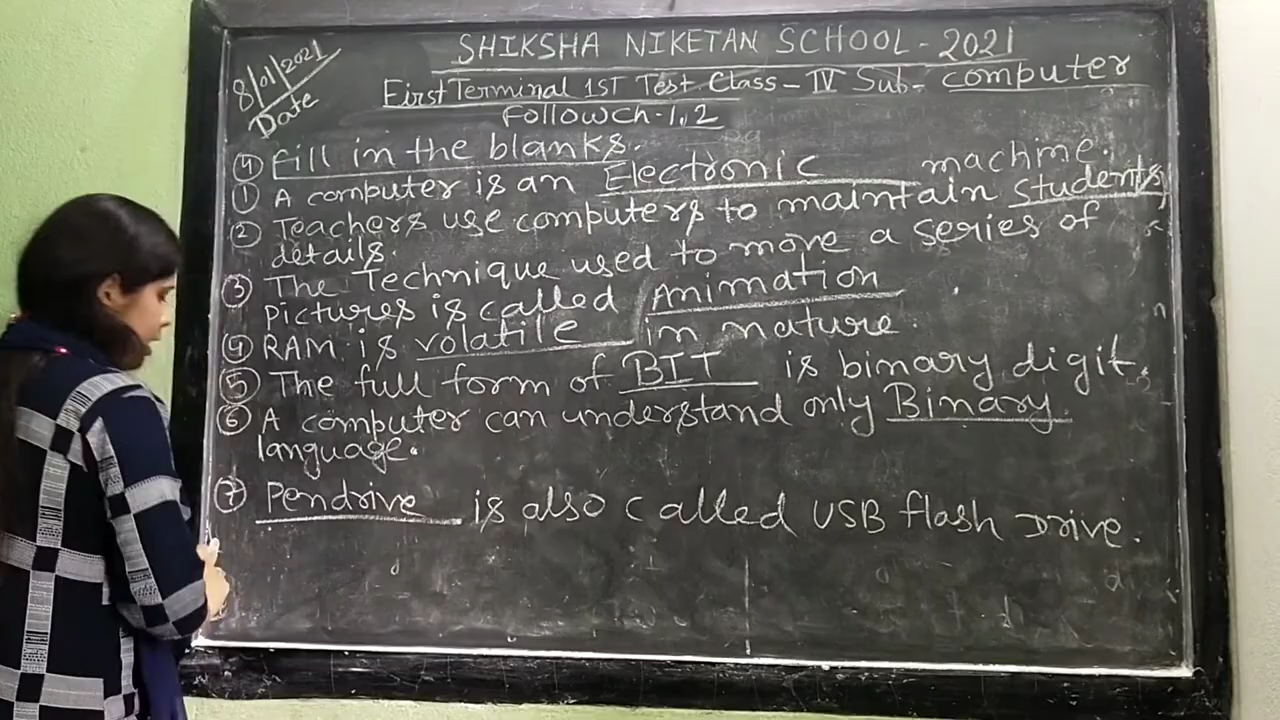 8/01/2021
Date
SHIKSHA NIKETAN SCHOOL - 2021
First Terminal 1ST Test Class - IV Sub - computer
Follow ch - 1, 2
④ Fill in the blanks.
① A computer is an Electronic machine.
② Teachers use computers to maintain students
details.
③ The Technique used to move a series of
pictures is called Animation
④ RAM is volatile in nature.
⑤ The full form of BIT is binary digit.
⑥ A computer can understand only Binary
language.
⑦ Pendrive is also called USB flash Drive.